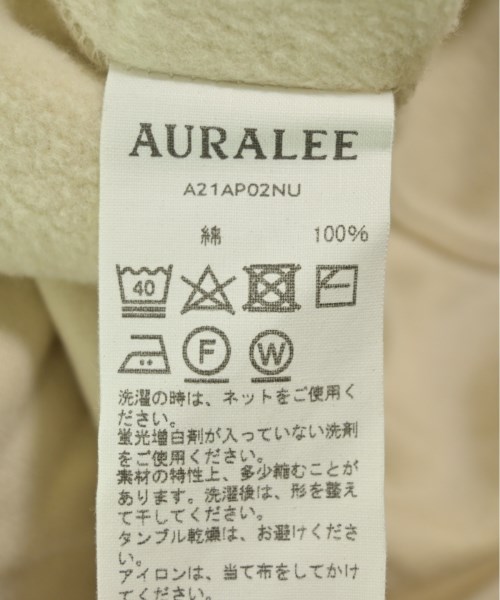 AURALEE
A21AP02NU
綿 100%
40
F W
洗濯の時は、ネットをご使用く
ださい。
蛍光増白剤が入っていない洗剤
をご使用ください。
素材の特性上、多少縮むことが
あります。洗濯後は、形を整え
て干してください。
タンブル乾燥は、お避けくださ
い。
アイロンは、当て布をしてかけ
てください。